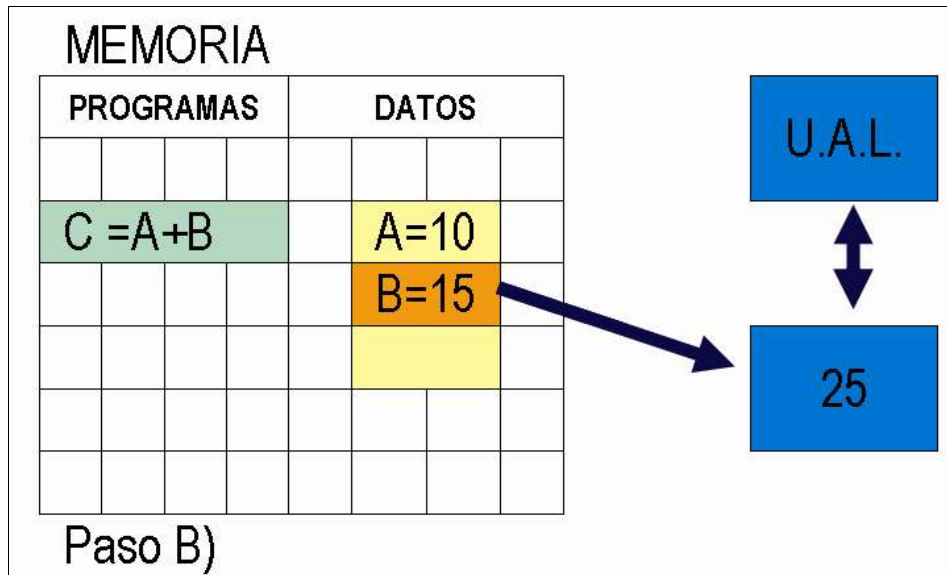 MEMORIA
PROGRAMAS DATOS
U.A.L.
C =A+B A=10
B=15
25
Paso B)